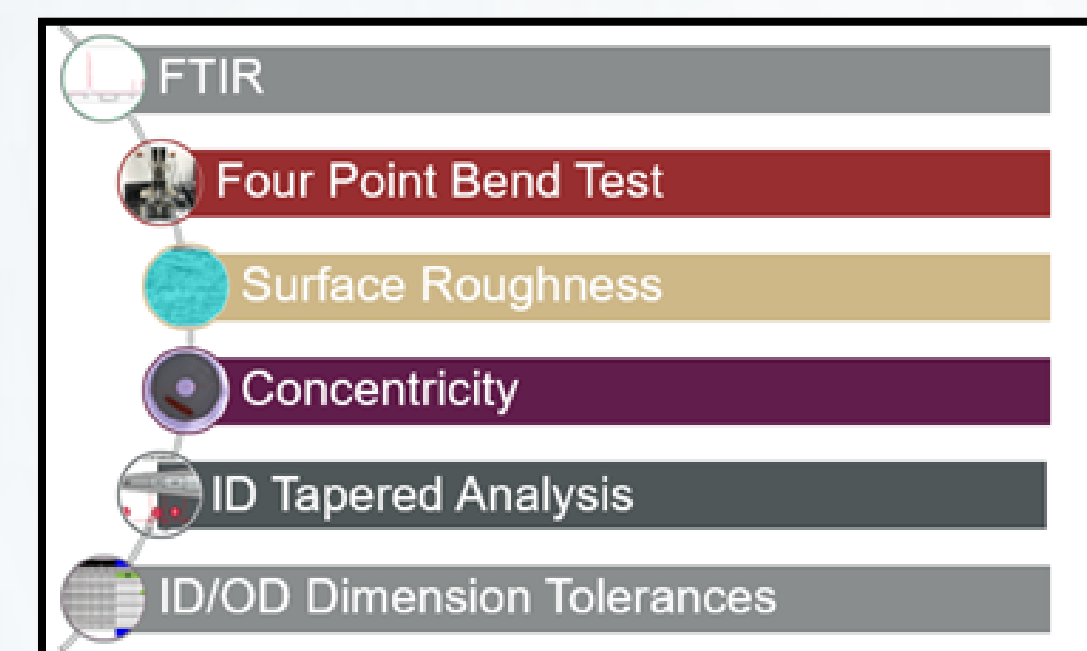 FTIR
Four Point Bend Test
Surface Roughness
Concentricity
ID Tapered Analysis
ID/OD Dimension Tolerances